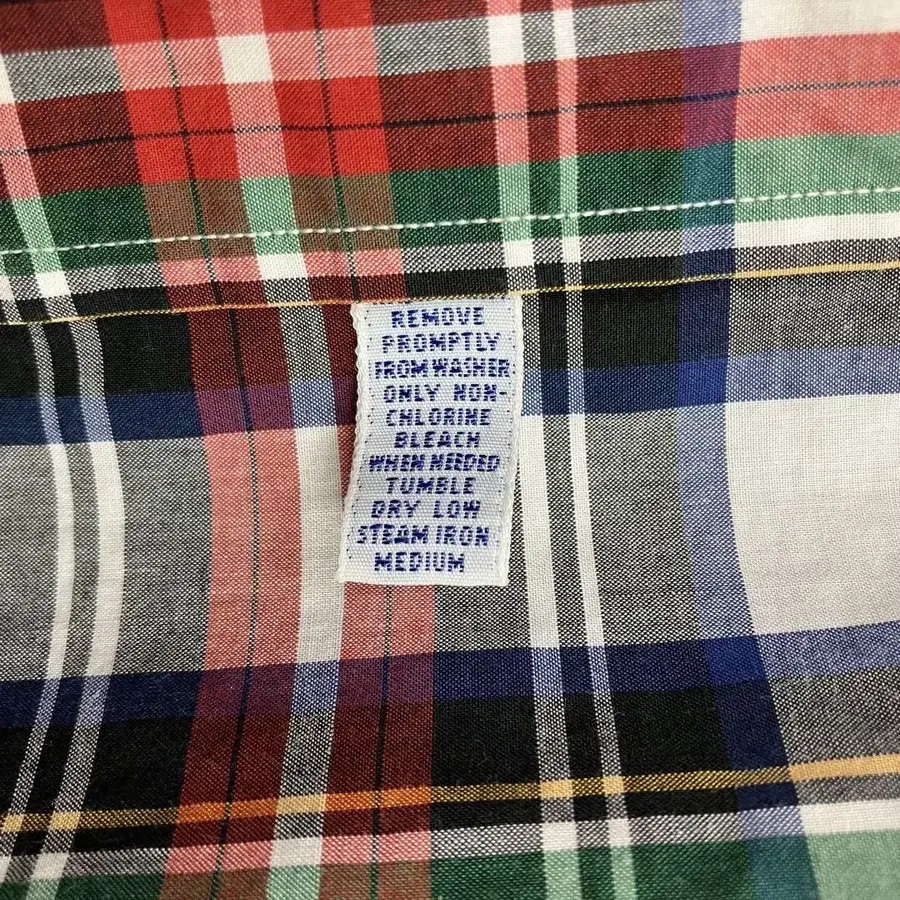 REMOVE
PROMPTLY
FROM WASHER
ONLY NON-
CHLORINE
BLEACH
WHEN NEEDED
TUMBLE
DRY LOW
STEAM IRON
MEDIUM